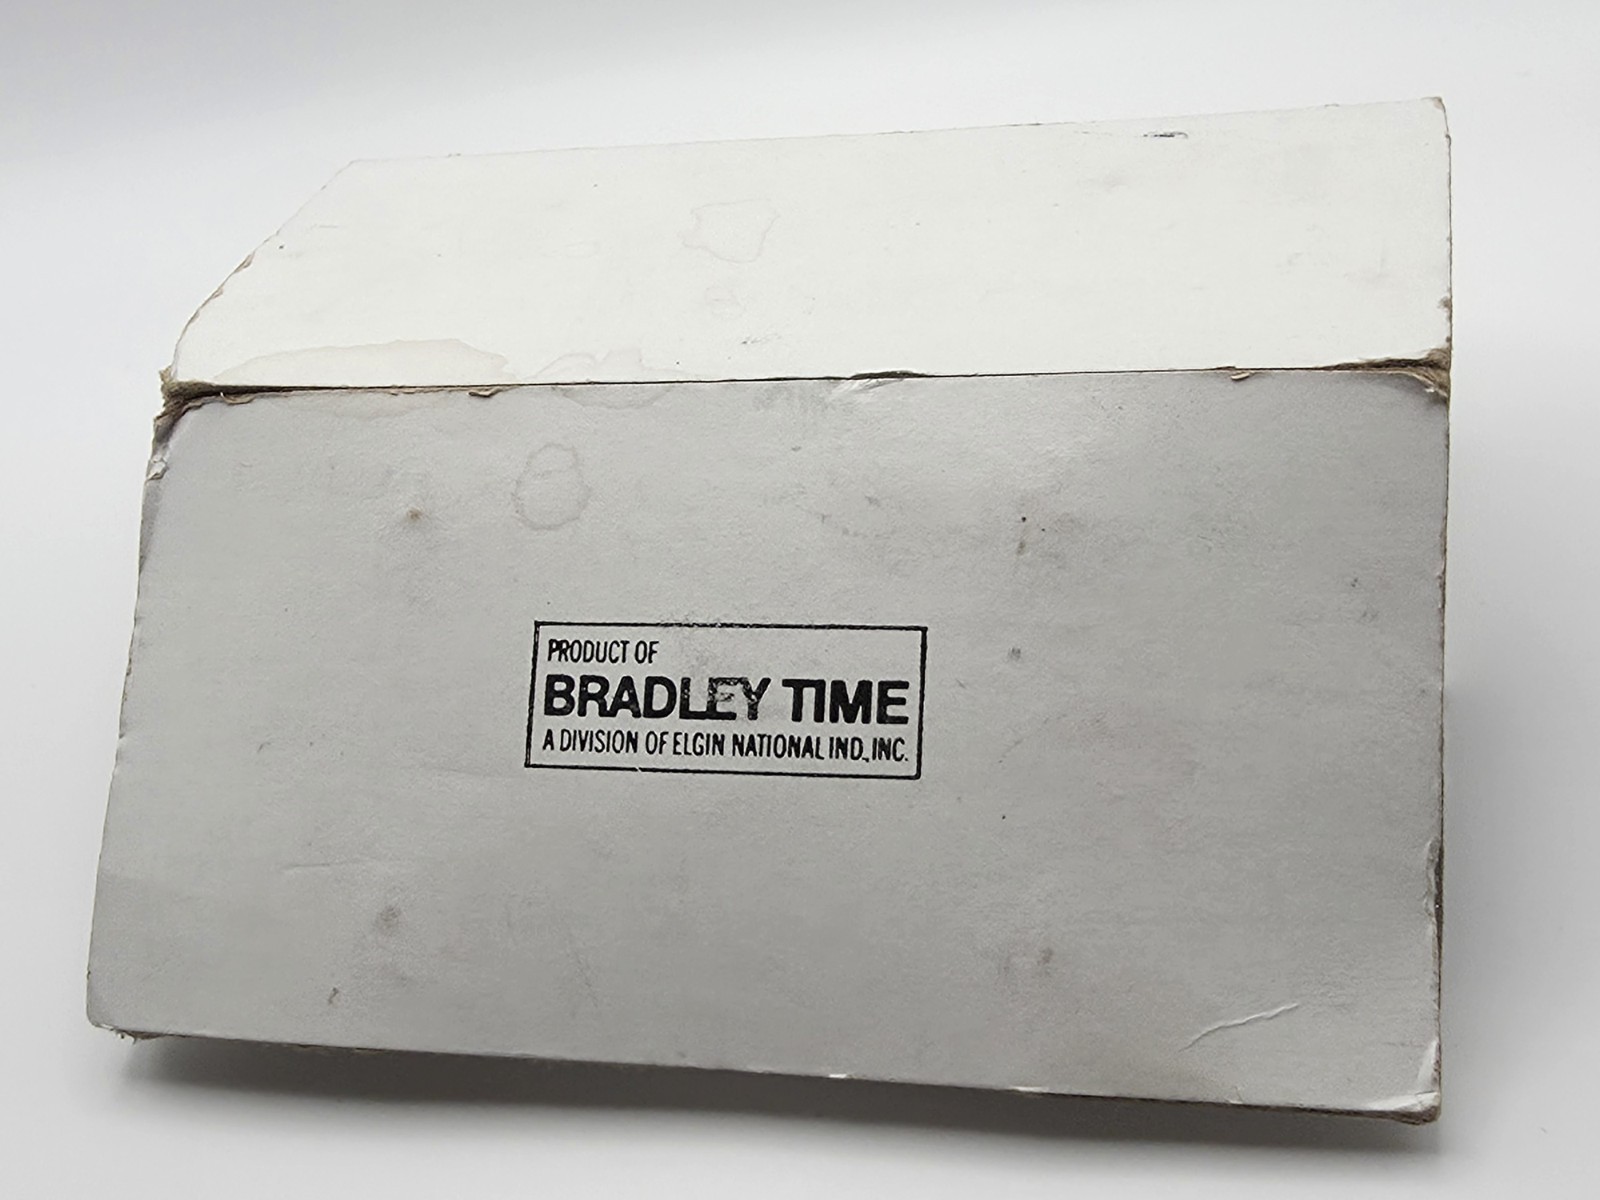 PRODUCT OF
BRADLEY TIME
A DIVISION OF ELGIN NATIONAL IND., INC.